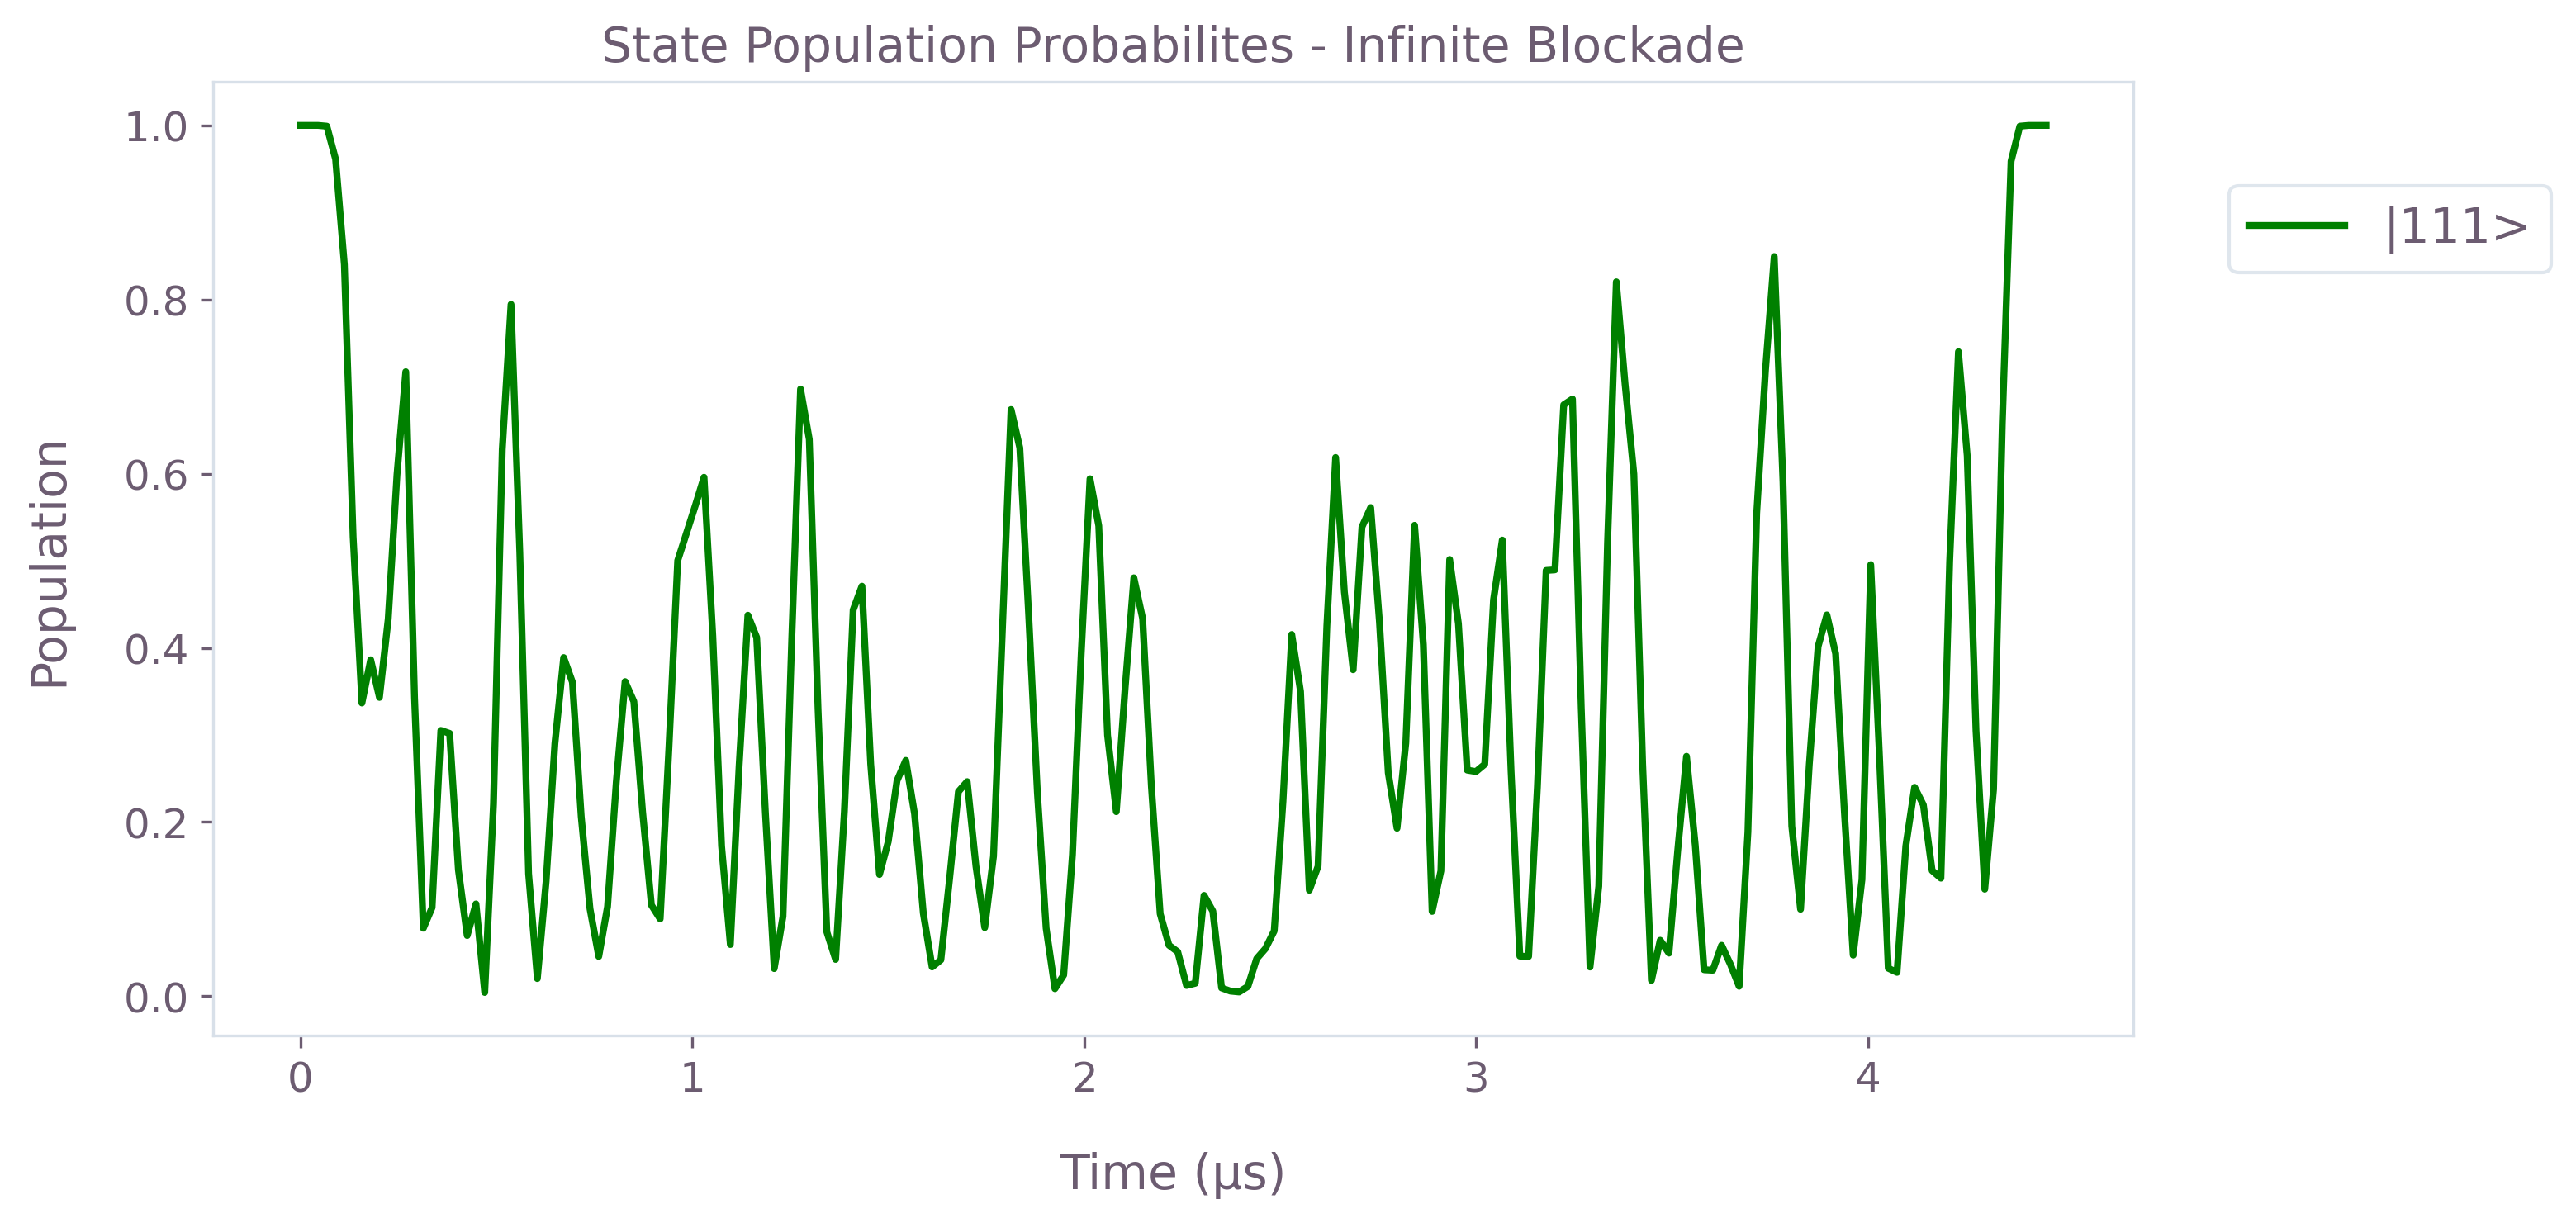 State Population Probabilites - Infinite Blockade
1.0
0.8
0.6
0.4
0.2
0.0
Population
0 1 2 3 4
Time (μs)
|111>